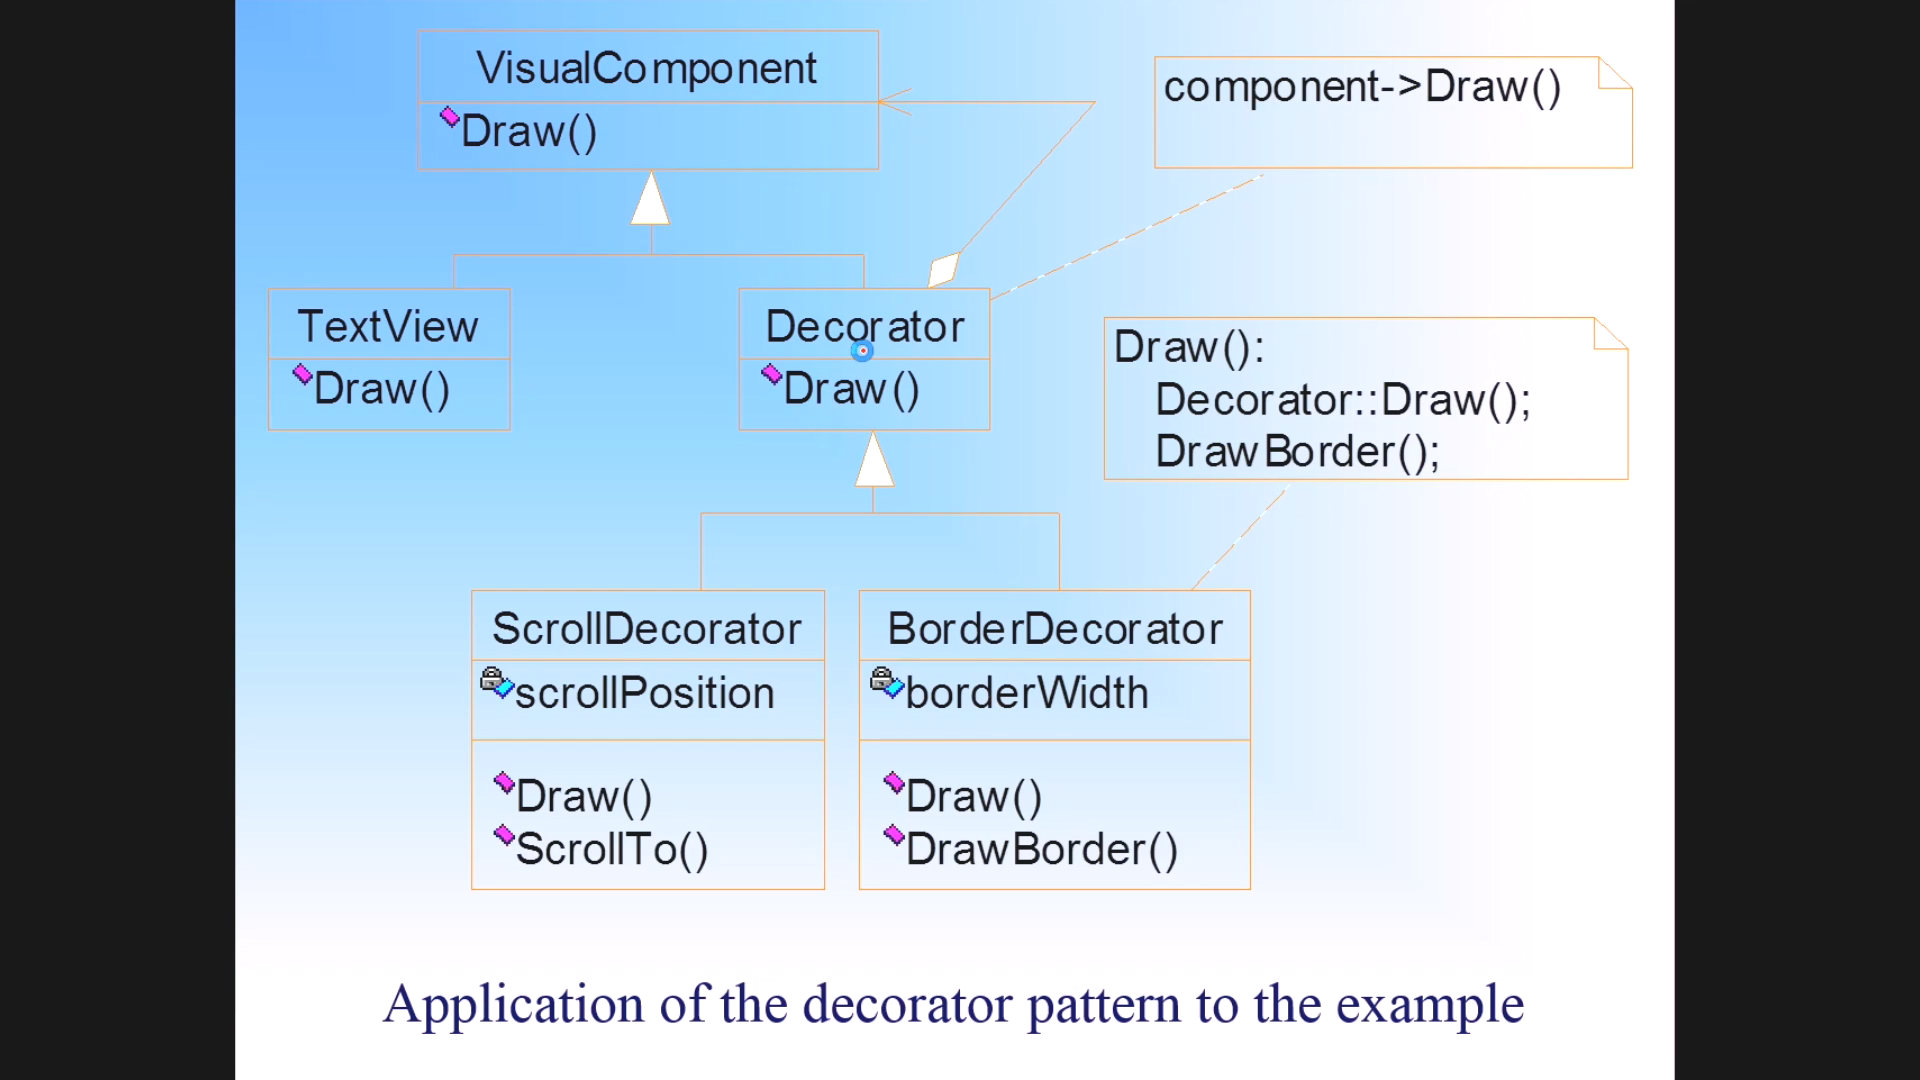 VisualComponent
Draw()
component->Draw()
TextView
Draw()
Decorator
Draw()
Draw():
Decorator::Draw();
DrawBorder();
ScrollDecorator
scrollPosition
Draw()
ScrollTo()
BorderDecorator
borderWidth
Draw()
DrawBorder()
Application of the decorator pattern to the example